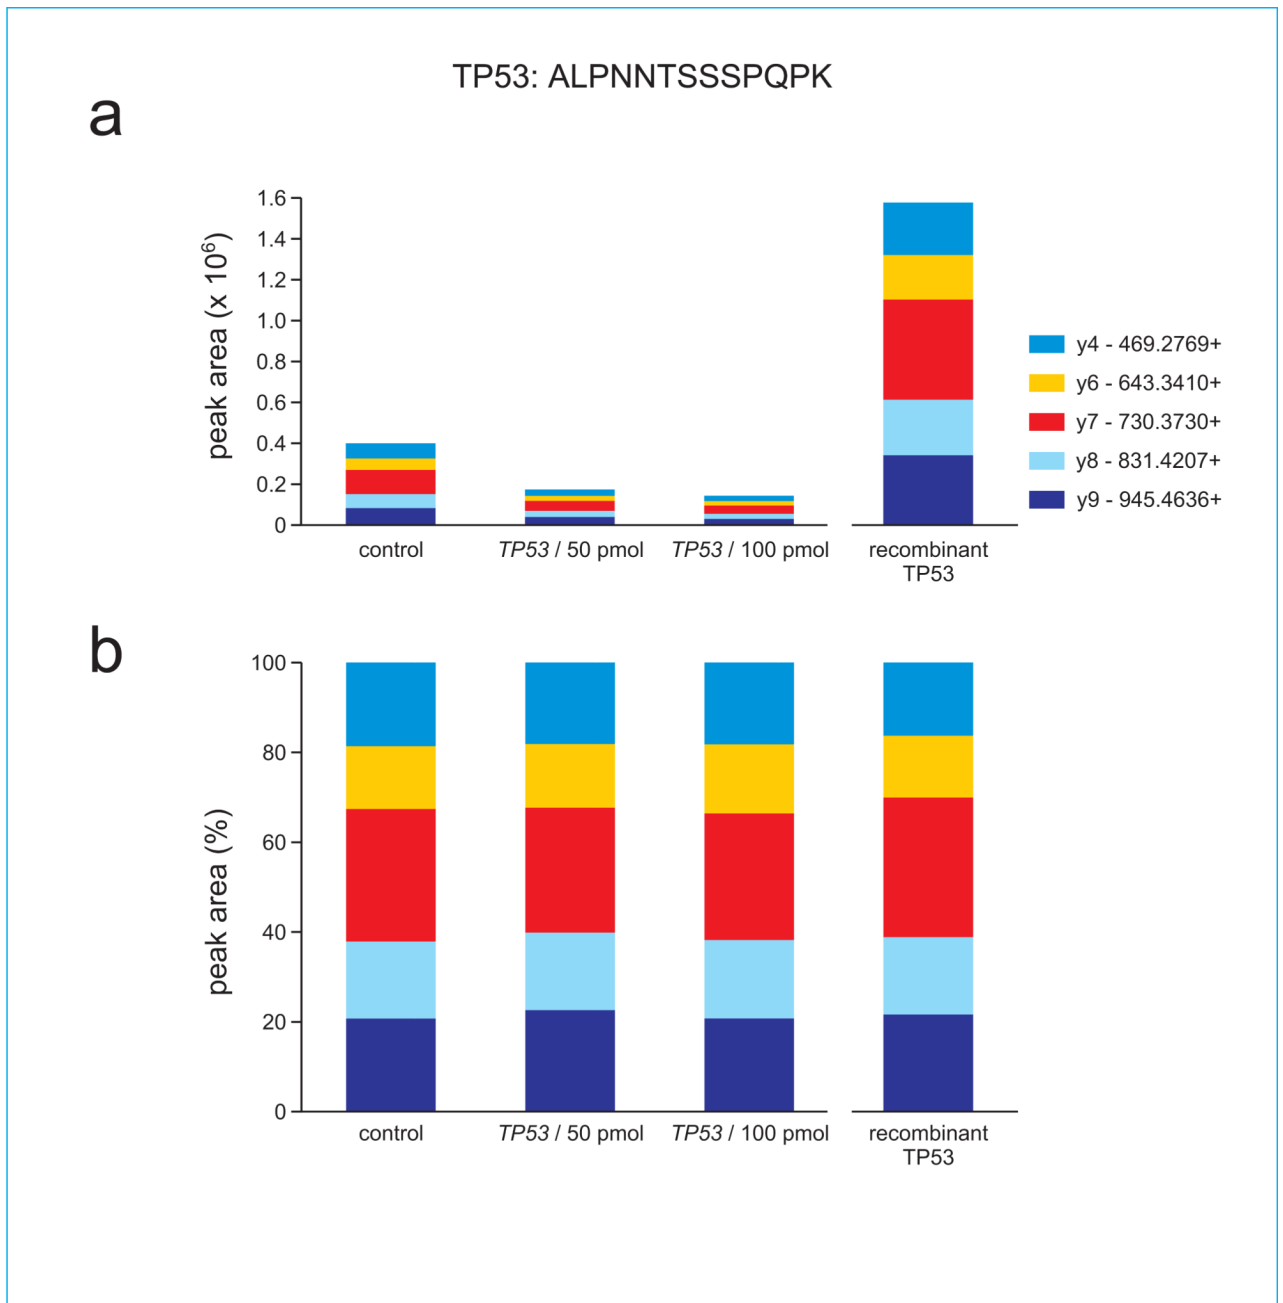 TP53: ALPNNTSSSPQPK
a
peak area (x 10⁶)
1.6
1.4
1.2
1.0
0.8
0.6
0.4
0.2
0
control
TP53 / 50 pmol
TP53 / 100 pmol
recombinant
TP53
y4 - 469.2769+
y6 - 643.3410+
y7 - 730.3730+
y8 - 831.4207+
y9 - 945.4636+
b
peak area (%)
100
80
60
40
20
0
control
TP53 / 50 pmol
TP53 / 100 pmol
recombinant
TP53